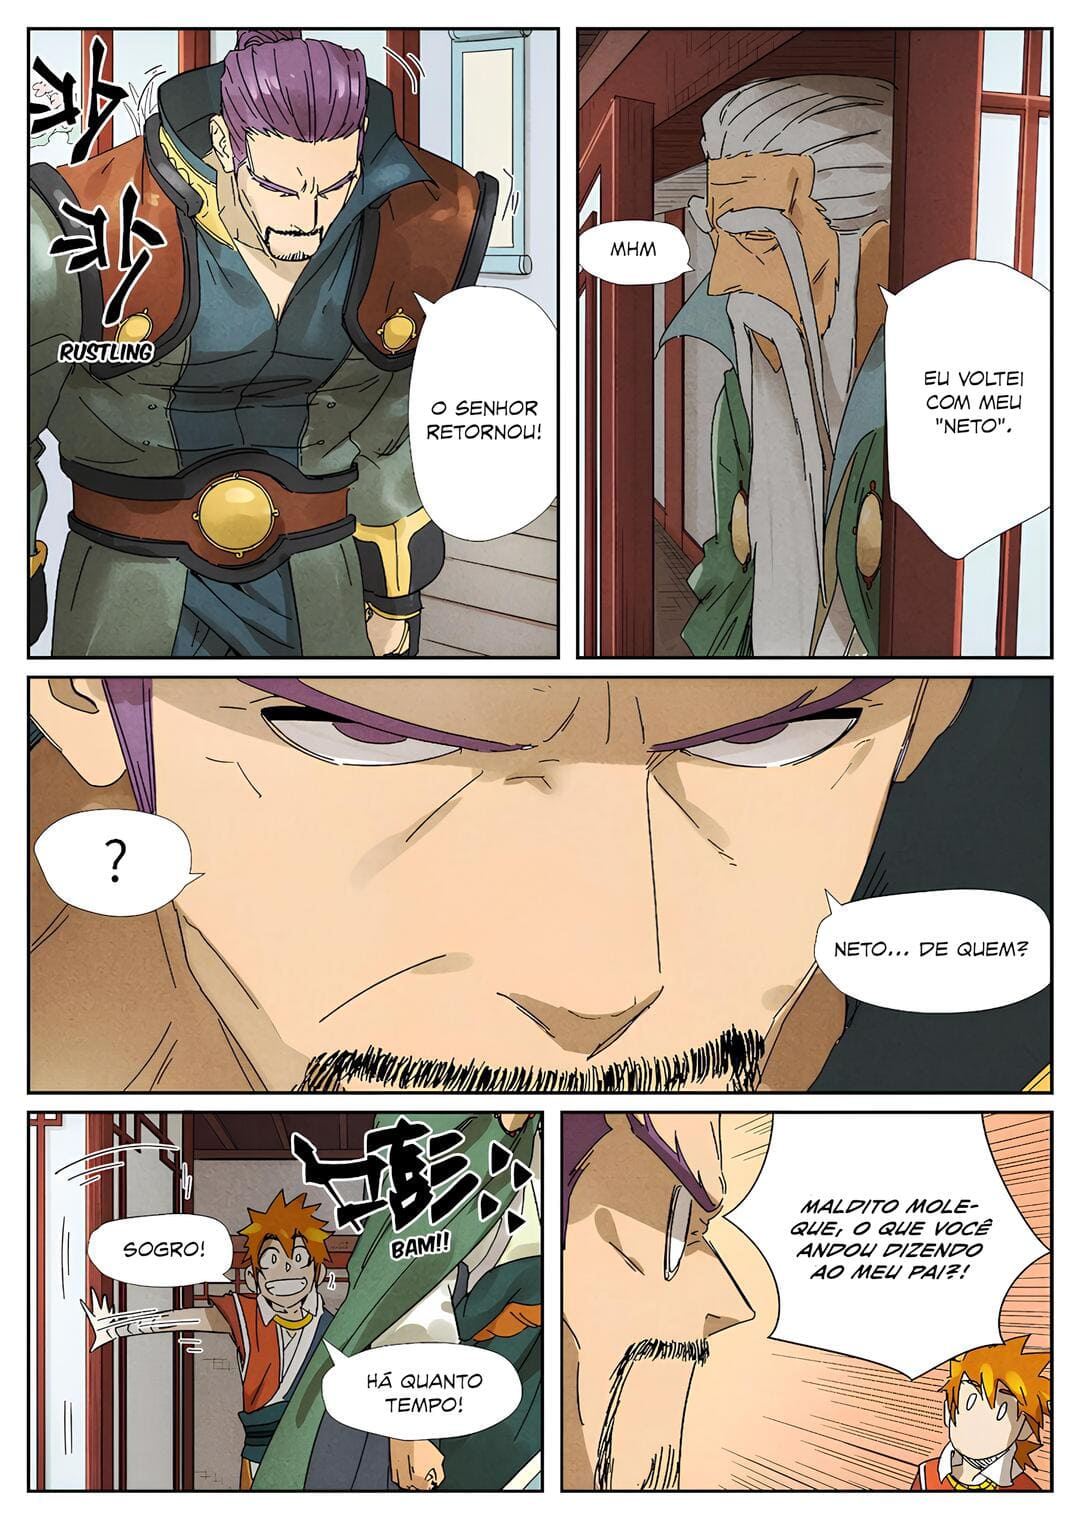 RUSTLING
O SENHOR
RETORNOU!
MHM
EU VOLTEI
COM MEU
"NETO".
?
NETO... DE QUEM?
BAM!!
SOGRO!
HÁ QUANTO
TEMPO!
MALDITO MOLE-
QUE, O QUE VOCÊ
ANDOU DIZENDO
AO MEU PAI?!